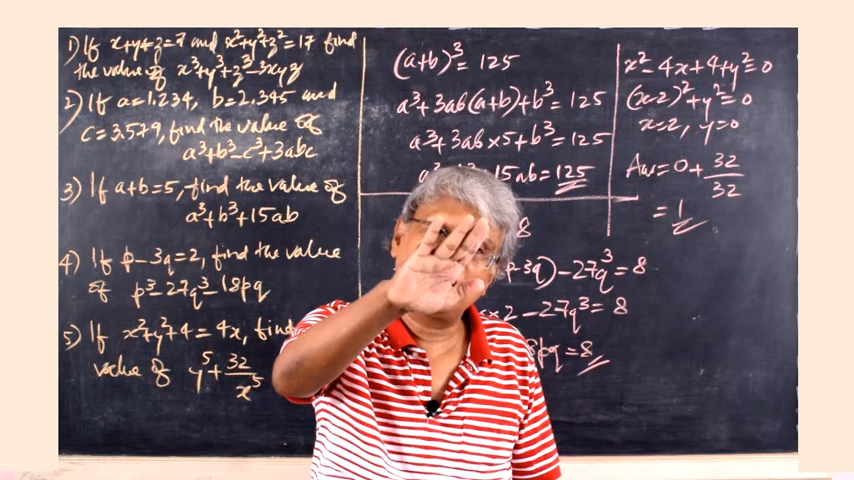 1) If x+y+z=7 and x²+y²+z²=17 find
the value of x³+y³+z³-3xyz
2) If a=1.234, b=2.345 and
c=3.579, find the value of
a³+b³-c³+3abc
3) If a+b=5, find the value of
a³+b³+15ab
4) If p-3q=2, find the value
of p³-27q³-18pq
5) If x²+y²+4=4x, find
value of y⁵+32/x⁵
(a+b)³=125
a³+3ab(a+b)+b³=125
a³+3ab×5+b³=125
15ab=125
8
p-3q)-27q³=8
×2-27q³=8
8pq=8
x²-4x+4+y²=0
(x-2)²+y²=0
x=2, y=0
Ans=0+32/32
=1